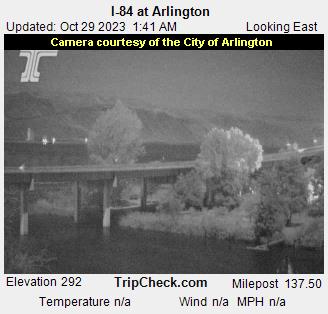 I-84 at Arlington
Updated: Oct 29 2023 1:41 AM Looking East
Camera courtesy of the City of Arlington
Elevation 292 TripCheck.com Milepost 137.50
Temperature n/a Wind n/a MPH n/a